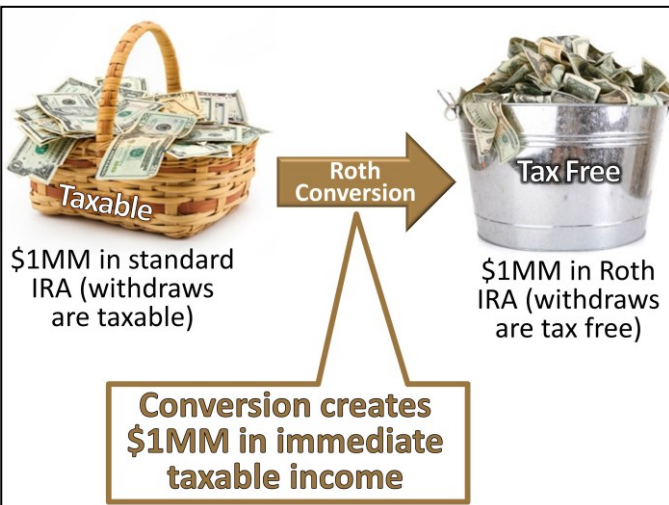 Taxable
$1MM in standard
IRA (withdraws
are taxable)
Roth
Conversion
Tax Free
$1MM in Roth
IRA (withdraws
are tax free)
Conversion creates
$1MM in immediate
taxable income